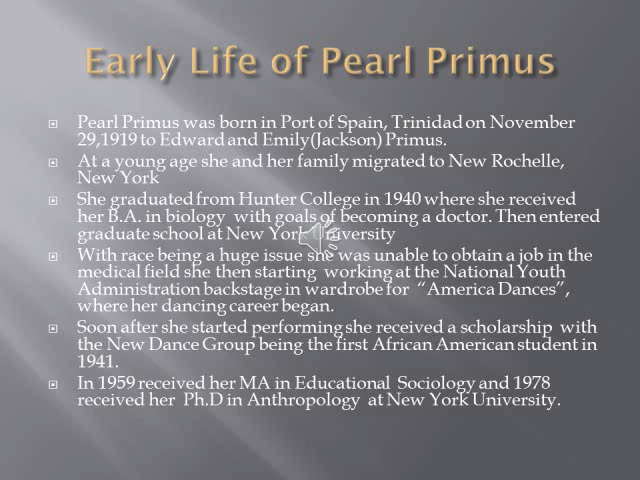 Early Life of Pearl Primus
Pearl Primus was born in Port of Spain, Trinidad on November
29,1919 to Edward and Emily(Jackson) Primus.
At a young age she and her family migrated to New Rochelle,
New York
She graduated from Hunter College in 1940 where she received
her B.A. in biology with goals of becoming a doctor. Then entered
graduate school at New York University
With race being a huge issue she was unable to obtain a job in the
medical field she then starting working at the National Youth
Administration backstage in wardrobe for “America Dances”,
where her dancing career began.
Soon after she started performing she received a scholarship with
the New Dance Group being the first African American student in
1941.
In 1959 received her MA in Educational Sociology and 1978
received her Ph.D in Anthropology at New York University.